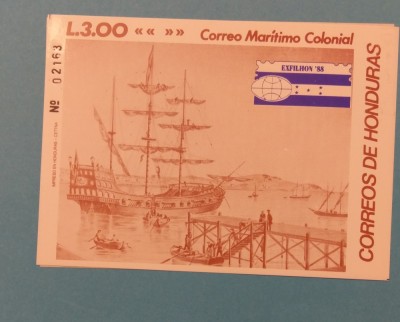 L.3.00 «« »» Correo Marítimo Colonial
EXFILHON '88
Nº 02163
CORREOS DE HONDURAS